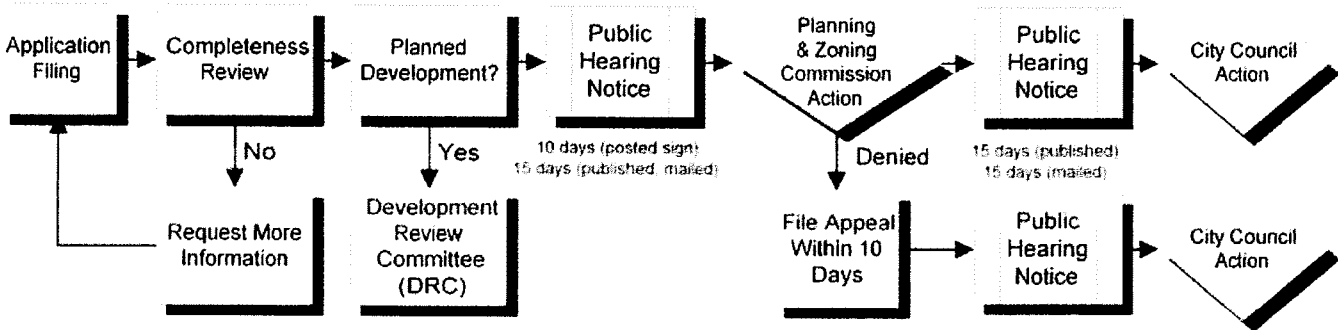 Application
Filing
Completeness
Review
Planned
Development?
Public
Hearing
Notice
Planning
& Zoning
Commission
Action
Public
Hearing
Notice
City Council
Action
No
Yes
10 days (posted sign)
15 days (published, mailed)
Denied
15 days (published)
15 days (mailed)
Request More
Information
Development
Review
Committee
(DRC)
File Appeal
Within 10
Days
Public
Hearing
Notice
City Council
Action